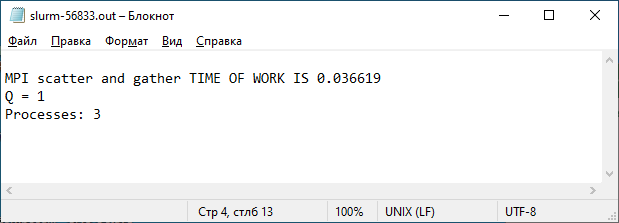 slurm-56833.out – Блокнот
Файл Правка Формат Вид Справка
MPI scatter and gather TIME OF WORK IS 0.036619
Q = 1
Processes: 3
Стр 4, стлб 13 100% UNIX (LF) UTF-8